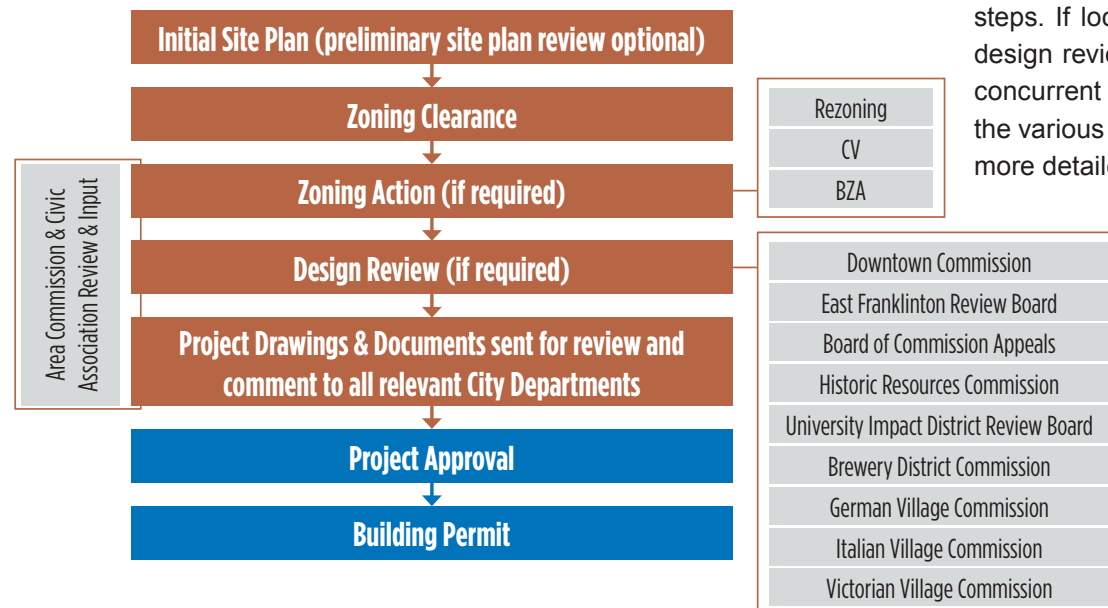 Initial Site Plan (preliminary site plan review optional)
Zoning Clearance
Zoning Action (if required)
Design Review (if required)
Project Drawings & Documents sent for review and
comment to all relevant City Departments
Project Approval
Building Permit
Area Commission & Civic
Association Review & Input
Rezoning
CV
BZA
Downtown Commission
East Franklinton Review Board
Board of Commission Appeals
Historic Resources Commission
University Impact District Review Board
Brewery District Commission
German Village Commission
Italian Village Commission
Victorian Village Commission
steps. If
design
concurrent
the various
more